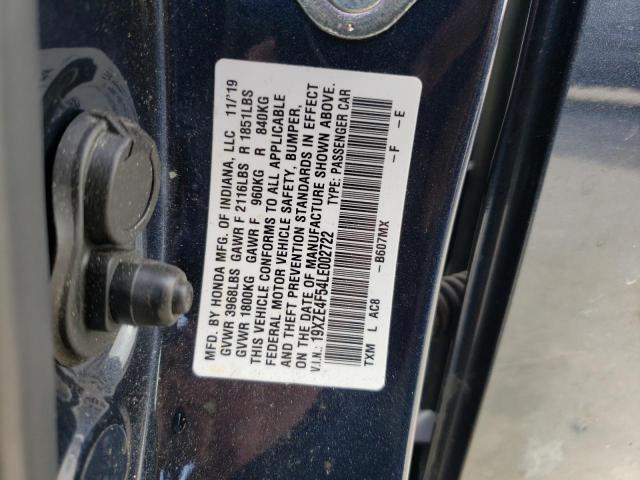 MFD. BY HONDA MFG. OF INDIANA, LLC 11/'19
GVWR 3968LBS GAWR F 2116LBS R 1851LBS
GVWR 1800KG GAWR F 960KG R 840KG
THIS VEHICLE CONFORMS TO ALL APPLICABLE
FEDERAL MOTOR VEHICLE SAFETY, BUMPER,
AND THEFT PREVENTION STANDARDS IN EFFECT
ON THE DATE OF MANUFACTURE SHOWN ABOVE.
V.I.N.: 19XZE4F54LE002722 TYPE: PASSENGER CAR
TXM L AC8 -B607MX -F -E